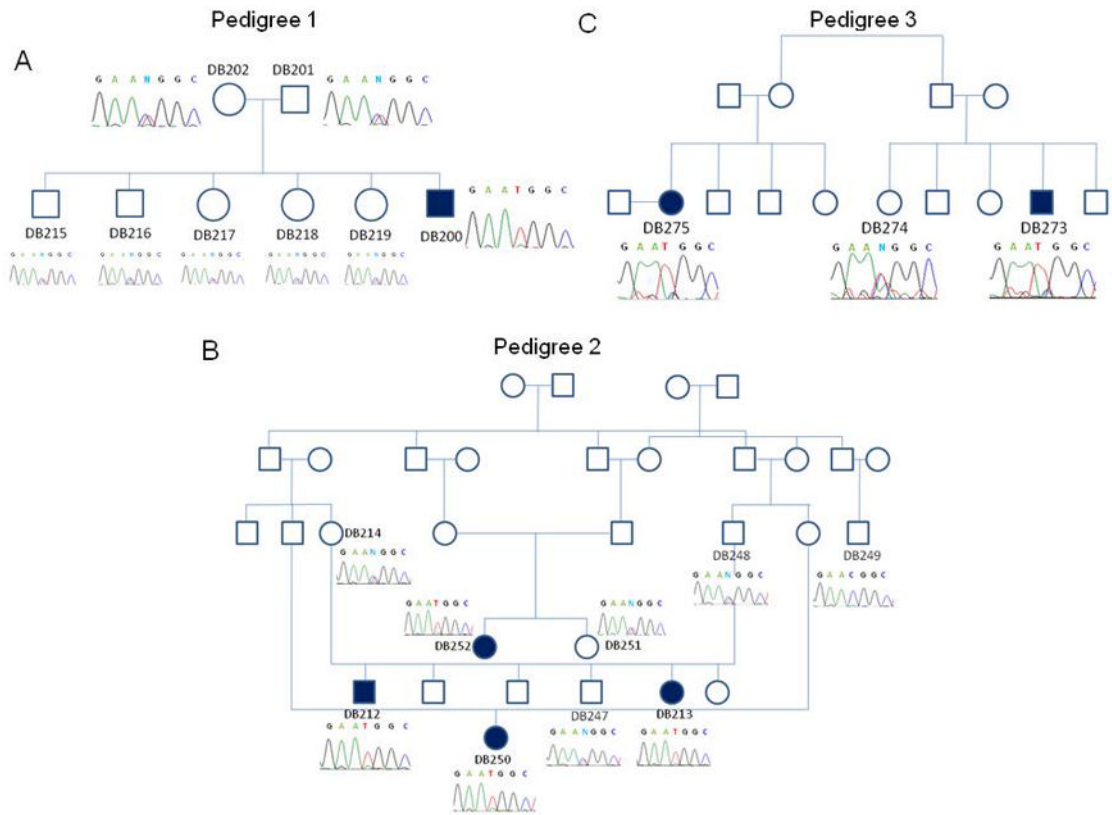 Pedigree 1
A
DB202
DB201
G A A N G G C
G A A N G G C
DB215
DB216
DB217
DB218
DB219
DB200
G A A T G G C
G A A N G G C
G A A N G G C
G A A N G G C
G A A N G G C
G A A N G G C
Pedigree 3
C
DB275
DB274
DB273
G A A T G G C
G A A N G G C
G A A T G G C
Pedigree 2
B
DB214
G A A N G G C
DB248
G A A N G G C
DB249
G A A C G G C
G A A T G G C
DB252
G A A N G G C
DB251
DB212
G A A T G G C
DB247
G A A N G G C
DB213
G A A T G G C
DB250
G A A T G G C